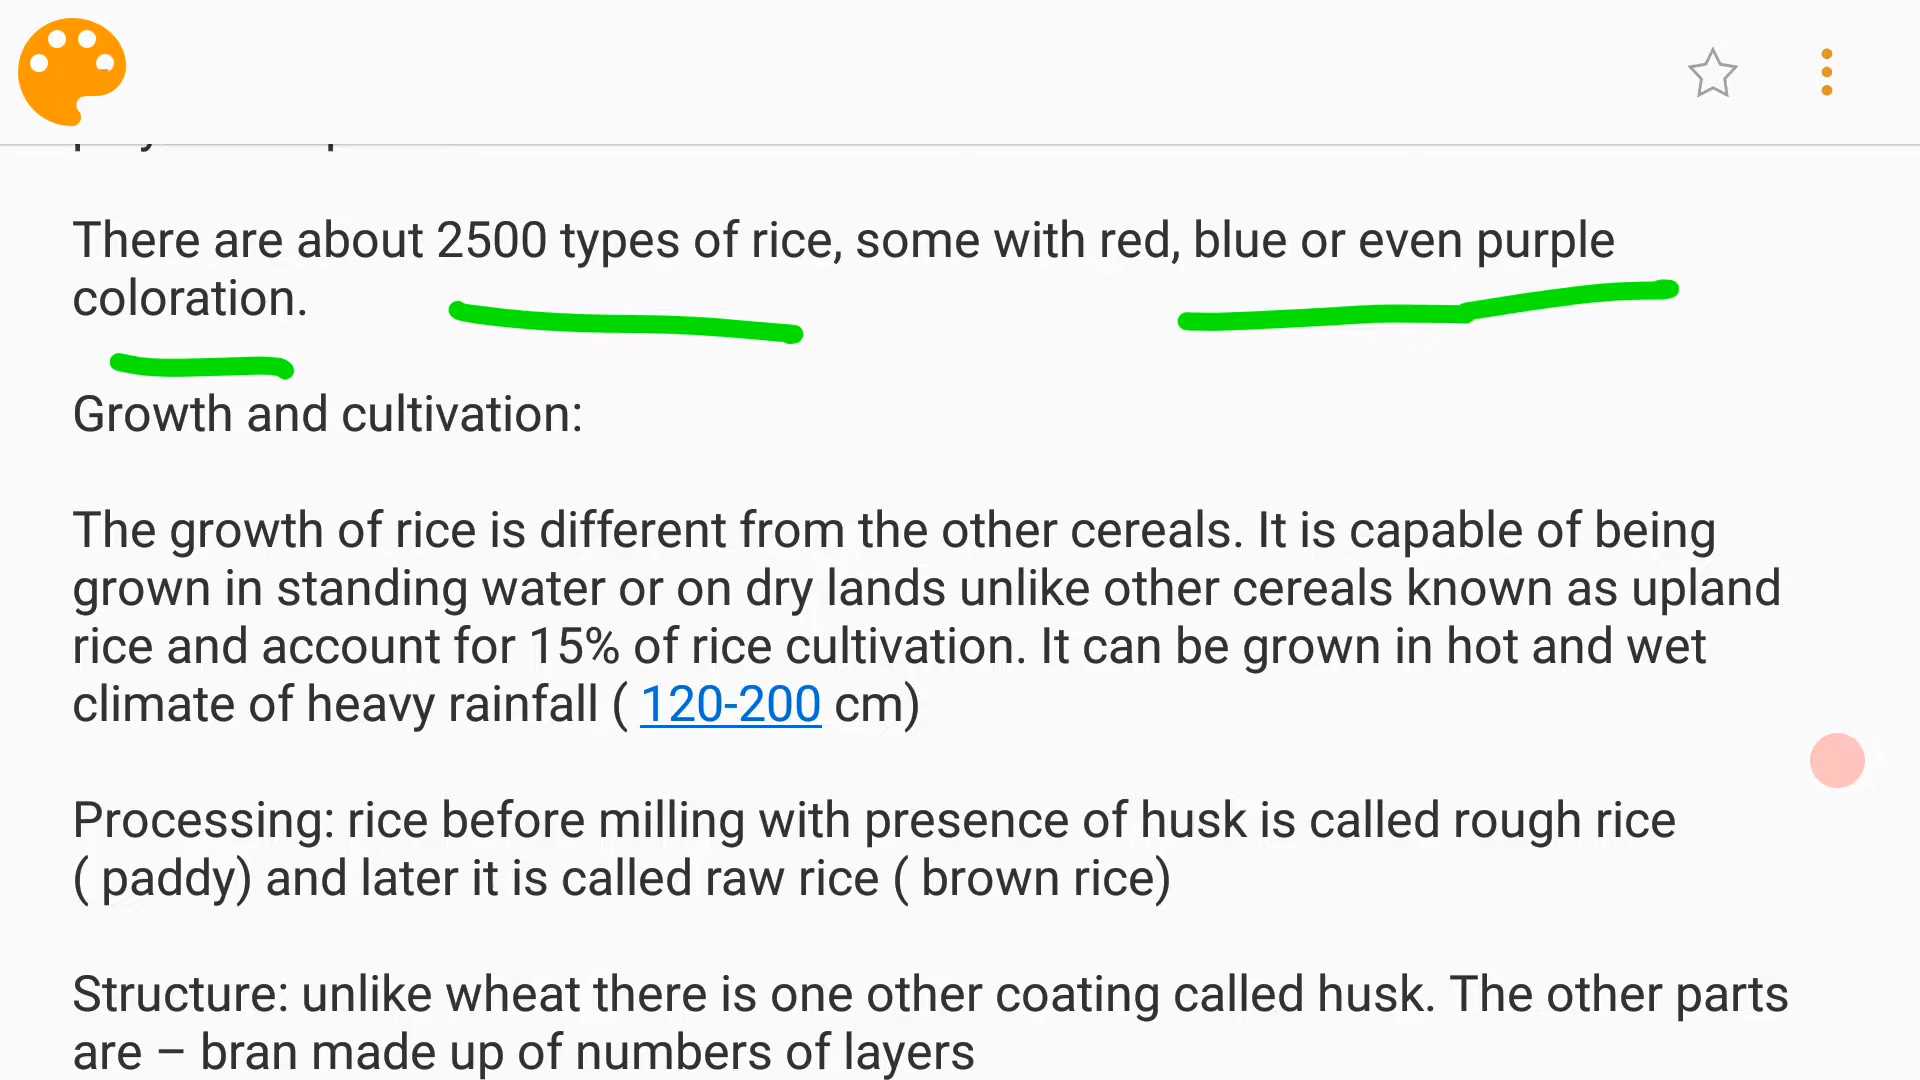 There are about 2500 types of rice, some with red, blue or even purple
coloration.
Growth and cultivation:
The growth of rice is different from the other cereals. It is capable of being
grown in standing water or on dry lands unlike other cereals known as upland
rice and account for 15% of rice cultivation. It can be grown in hot and wet
climate of heavy rainfall ( 120-200 cm)
Processing: rice before milling with presence of husk is called rough rice
( paddy) and later it is called raw rice ( brown rice)
Structure: unlike wheat there is one other coating called husk. The other parts
are – bran made up of numbers of layers